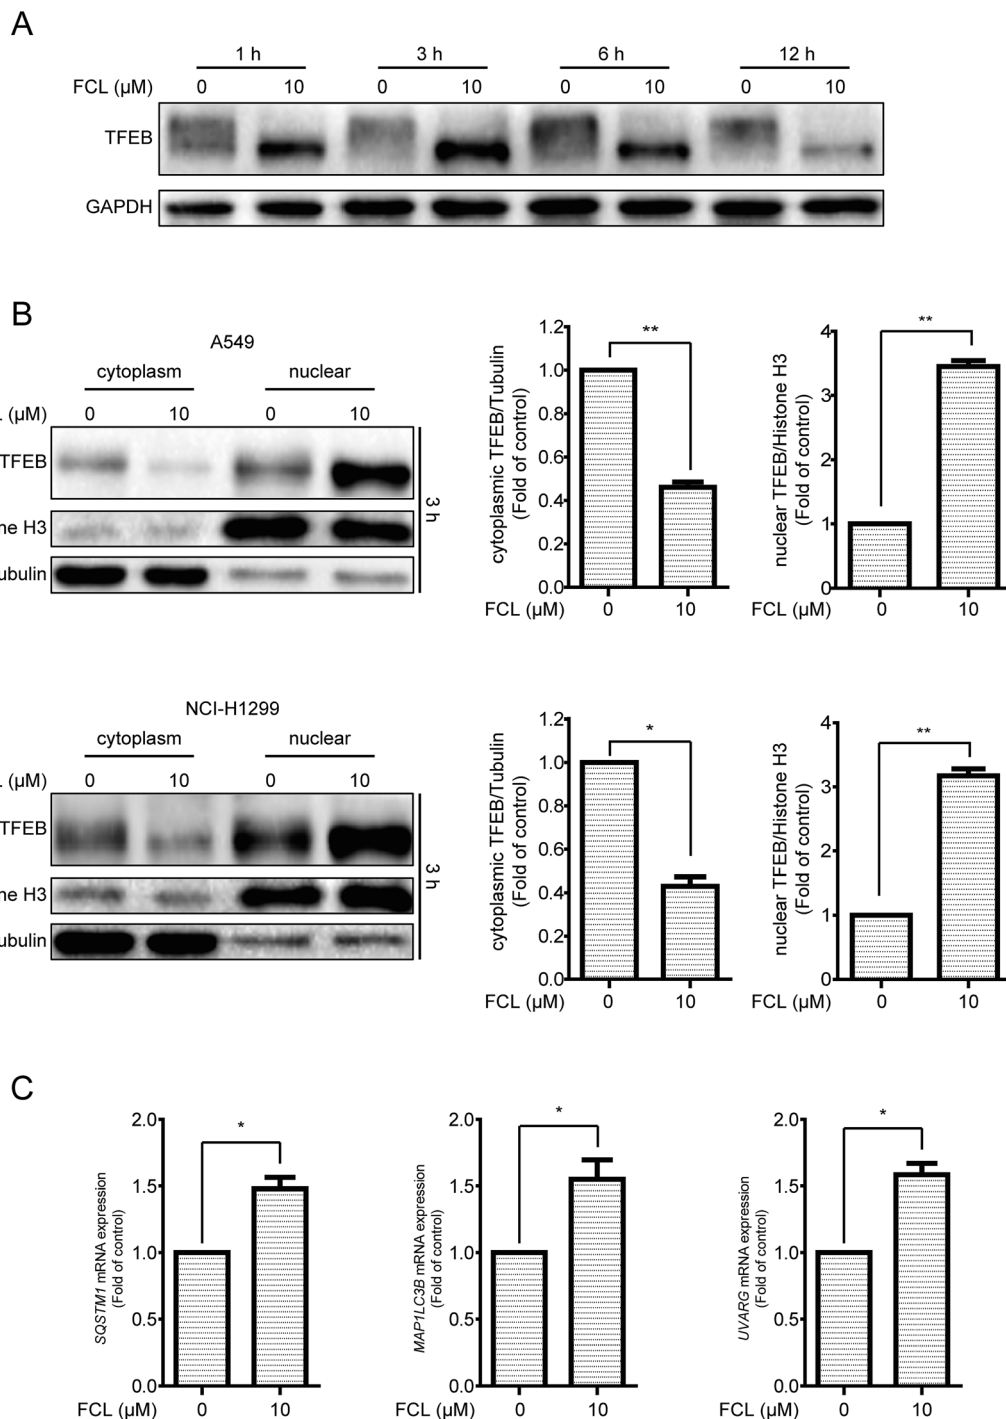 A
1 h 3 h 6 h 12 h
FCL (µM) 0 10 0 10 0 10 0 10
TFEB
GAPDH
B
A549
cytoplasm nuclear
L (µM) 0 10 0 10
TFEB
ne H3
ubulin
3 h
cytoplasmic TFEB/Tubulin
(Fold of control)
1.2
1.0
0.8
0.6
0.4
0.2
0.0
**
FCL (µM) 0 10
nuclear TFEB/Histone H3
(Fold of control)
4
3
2
1
0
**
FCL (µM) 0 10
NCI-H1299
cytoplasm nuclear
L (µM) 0 10 0 10
TFEB
ne H3
ubulin
3 h
cytoplasmic TFEB/Tubulin
(Fold of control)
1.2
1.0
0.8
0.6
0.4
0.2
0.0
*
FCL (µM) 0 10
nuclear TFEB/Histone H3
(Fold of control)
4
3
2
1
0
**
FCL (µM) 0 10
C
SQSTM1 mRNA expression
(Fold of control)
2.0
1.5
1.0
0.5
0.0
*
FCL (µM) 0 10
MAP1LC3B mRNA expression
(Fold of control)
2.0
1.5
1.0
0.5
0.0
*
FCL (µM) 0 10
UVARG mRNA expression
(Fold of control)
2.0
1.5
1.0
0.5
0.0
*
FCL (µM) 0 10